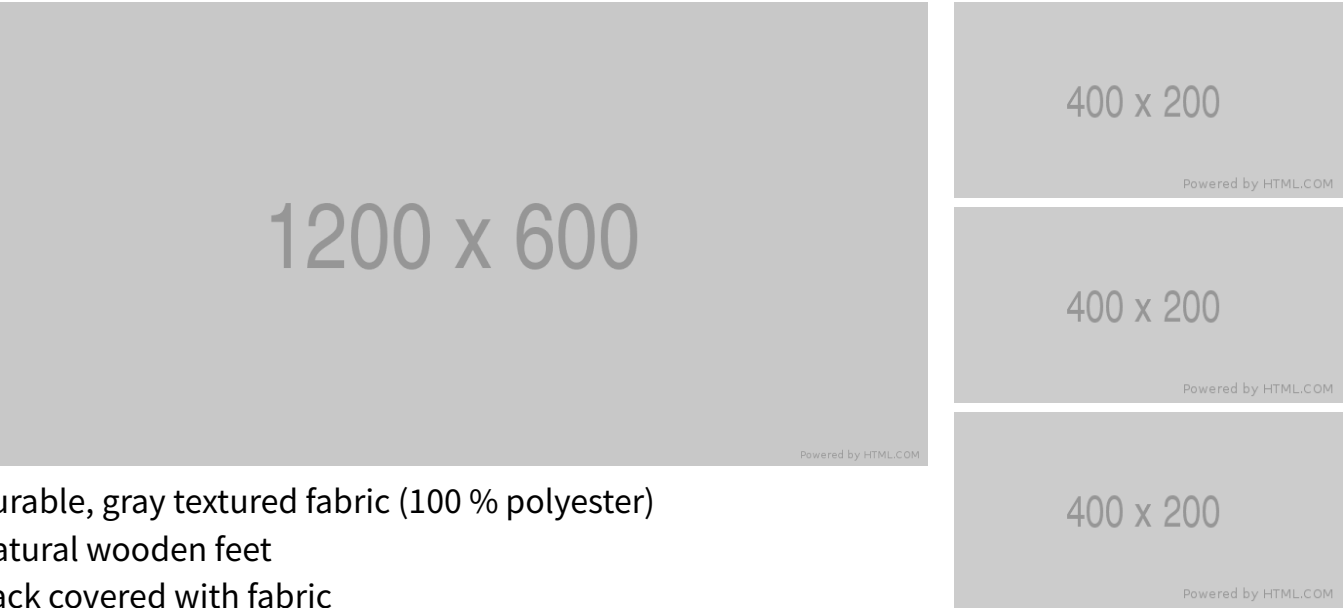 1200 x 600
Powered by HTML.COM
urable, gray textured fabric (100 % polyester)
atural wooden feet
ack covered with fabric
400 x 200
Powered by HTML.COM
400 x 200
Powered by HTML.COM
400 x 200
Powered by HTML.COM